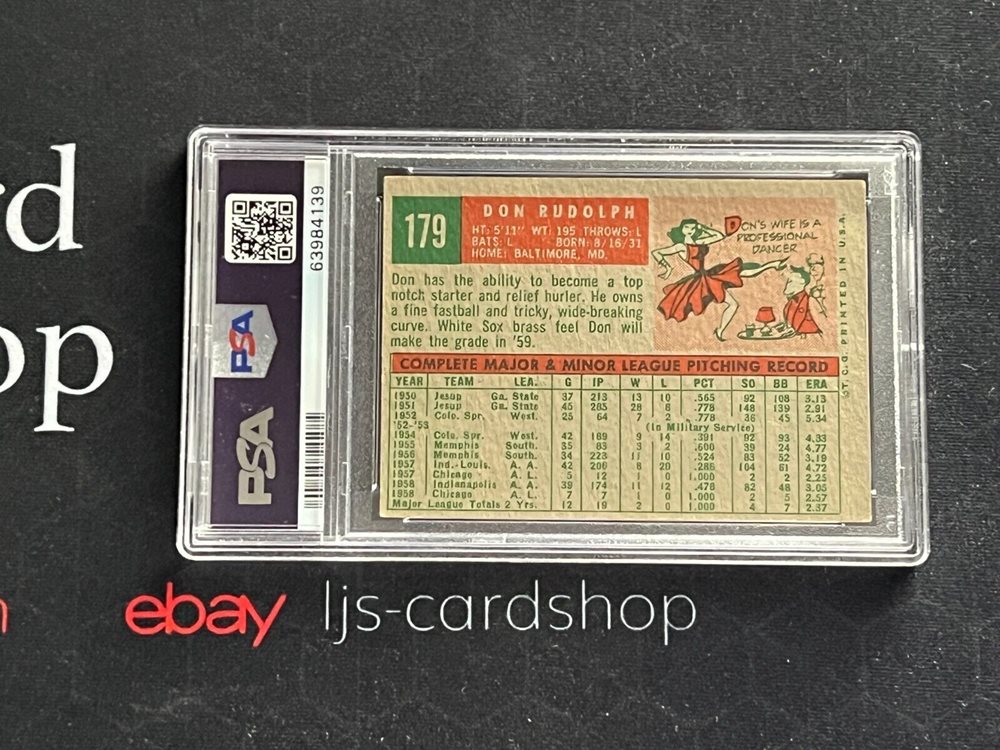 rd
op
n
ebay ljs-cardshop
63984139
PSA
PSA
179
DON RUDOLPH
HT: 5'11" WT: 195 THROWS: L
BATS: L BORN: 8/16/31
HOME: BALTIMORE, MD.
DON'S WIFE IS A
PROFESSIONAL
DANCER
Don has the ability to become a top
notch starter and relief hurler. He owns
a fine fastball and tricky, wide-breaking
curve. White Sox brass feel Don will
make the grade in '59.
T. C. G. PRINTED IN U.S.A.
COMPLETE MAJOR & MINOR LEAGUE PITCHING RECORD
YEAR TEAM LEA. G IP W L PCT SO BB ERA
1950 Jesup Ga. State 37 213 13 10 .565 92 108 3.13
1951 Jesup Ga. State 45 285 28 8 .778 148 139 2.91
1952 Colo. Spr. West. 25 64 7 2 .778 36 45 5.34
'52-'53 (In Military Service)
1954 Colo. Spr. West. 42 169 9 14 .391 92 93 4.33
1955 Memphis South. 35 83 3 2 .600 39 24 4.77
1956 Memphis South. 34 223 11 10 .524 83 52 3.19
1957 Ind.-Louis. A. A. 42 206 8 20 .286 104 61 4.72
1957 Chicago A. L. 5 12 1 0 1.000 2 2 2.25
1958 Indianapolis A. A. 39 174 11 12 .478 82 48 3.05
1958 Chicago A. L. 7 7 1 0 1.000 2 5 2.57
Major League Totals 2 Yrs. 12 19 2 0 1.000 4 7 2.37